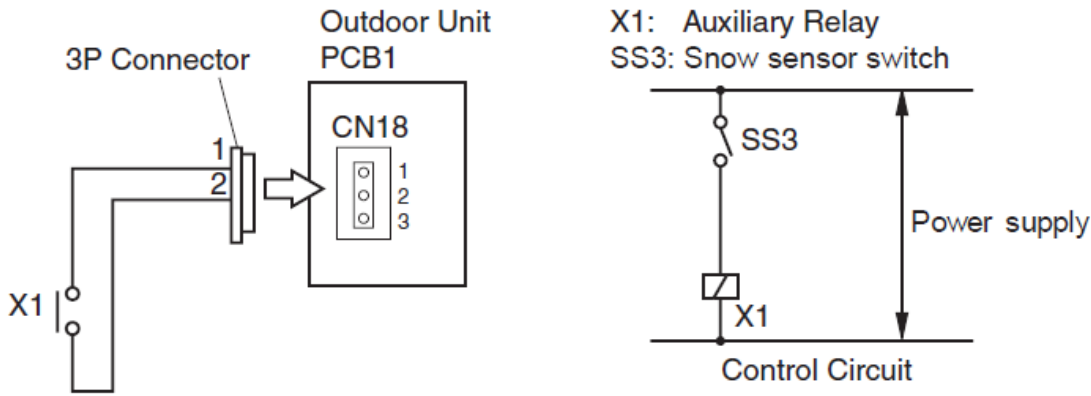 Outdoor Unit
PCB1
3P Connector
CN18
1
2
1
2
3
X1
X1: Auxiliary Relay
SS3: Snow sensor switch
SS3
Power supply
X1
Control Circuit